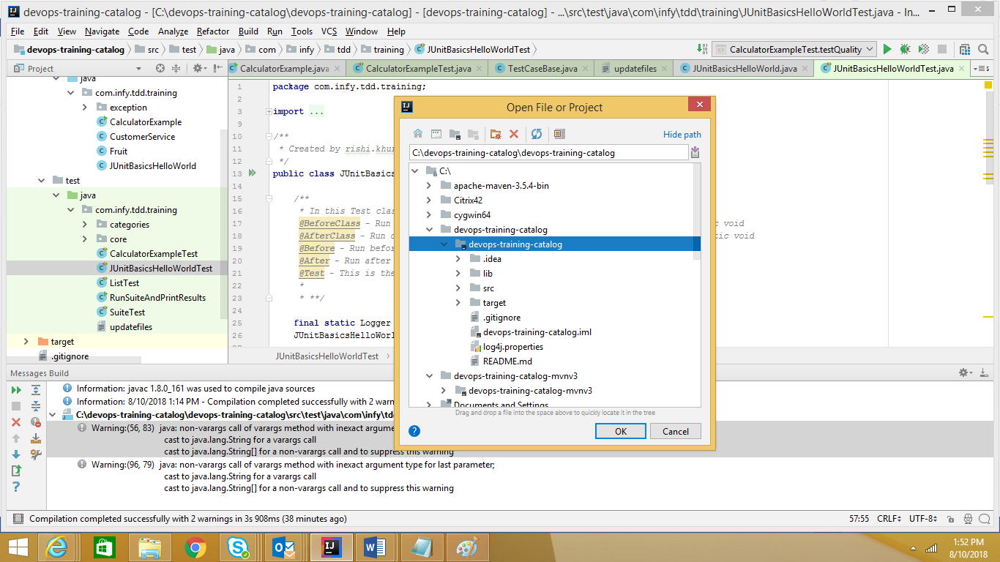 devops-training-catalog - [C:\devops-training-catalog\devops-training-catalog] - [devops-training-catalog] - ...\src\test\java\com\infy\tdd\training\JUnitBasicsHelloWorldTest.java - In...
File Edit View Navigate Code Analyze Refactor Build Run Tools VCS Window Help
devops-training-catalog src test java com infy tdd training JUnitBasicsHelloWorldTest CalculatorExampleTest.testQuality
Project CalculatorExample.java CalculatorExampleTest.java TestCaseBase.java updatefiles JUnitBasicsHelloWorld.java JUnitBasicsHelloWorldTest.java 5
java
com.infy.tdd.training
exception
CalculatorExample
CustomerService
Fruit
JUnitBasicsHelloWorld
test
java
com.infy.tdd.training
categories
core
CalculatorExampleTest
JUnitBasicsHelloWorldTest
ListTest
RunSuiteAndPrintResults
SuiteTest
updatefiles
target
.gitignore
1 package com.infy.tdd.training;
2
3 import ...
9
10 /**
11 * Created by rishi.khur
12 */
13 public class JUnitBasics
14
15 /**
16 * In this Test clas
17 @BeforeClass - Run ic void
18 @AfterClass - Run o tic void
19 @Before - Run befor
20 @After - Run after
21 @Test - This is the
22 *
23 * **/
24
25 final static Logger
26 JUnitBasicsHelloWorl
JUnitBasicsHelloWorldTest
Open File or Project
Hide path
C:\devops-training-catalog\devops-training-catalog
C:\
apache-maven-3.5.4-bin
Citrix42
cygwin64
devops-training-catalog
devops-training-catalog
.idea
lib
src
target
.gitignore
devops-training-catalog.iml
log4j.properties
README.md
devops-training-catalog-mvnv3
devops-training-catalog-mvnv3
Documents and Settings
Drag and drop a file into the space above to quickly locate it in the tree
OK Cancel
Messages Build
Information: javac 1.8.0_161 was used to compile java sources
Information: 8/10/2018 1:14 PM - Compilation completed successfully with 2 warn
C:\devops-training-catalog\devops-training-catalog\src\test\java\com\infy\td
Warning:(56, 83) java: non-varargs call of varargs method with inexact argumen
cast to java.lang.String for a varargs call
cast to java.lang.String[] for a non-varargs call and to suppress this warning
Warning:(96, 79) java: non-varargs call of varargs method with inexact argument type for last parameter;
cast to java.lang.String for a varargs call
cast to java.lang.String[] for a non-varargs call and to suppress this warning
Compilation completed successfully with 2 warnings in 3s 908ms (38 minutes ago) 57:55 CRLF UTF-8
1:52 PM
8/10/2018